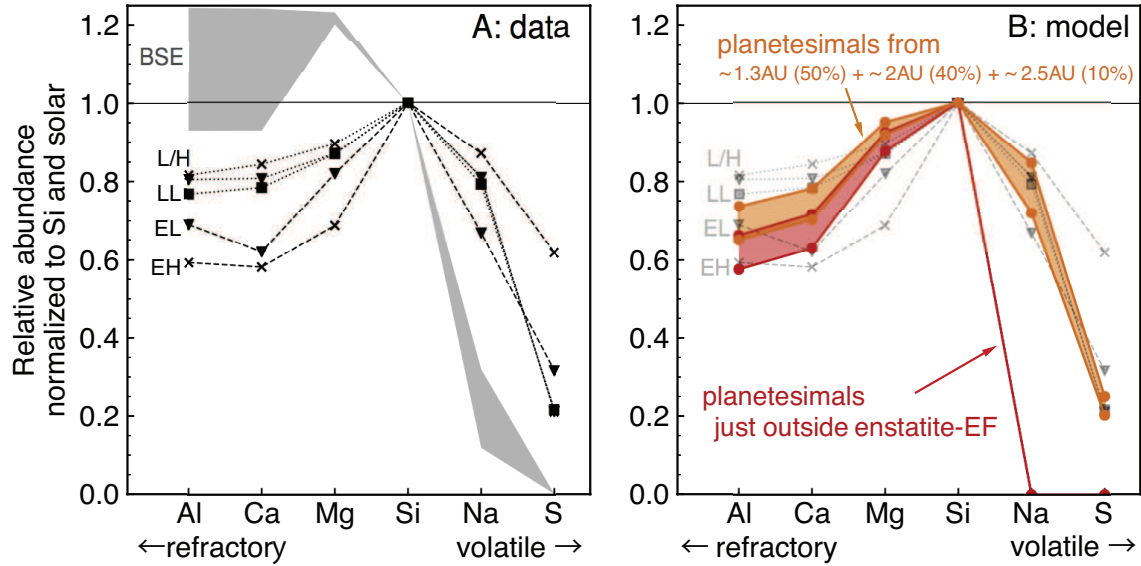 Relative abundance
normalized to Si and solar
A: data
BSE
L/H
LL
EL
EH
1.2
1.0
0.8
0.6
0.4
0.2
0.0
Al Ca Mg Si Na S
←refractory volatile →
B: model
planetesimals from
~1.3AU (50%) + ~2AU (40%) + ~2.5AU (10%)
L/H
LL
EL
EH
planetesimals
just outside enstatite-EF
1.2
1.0
0.8
0.6
0.4
0.2
0.0
Al Ca Mg Si Na S
←refractory volatile →